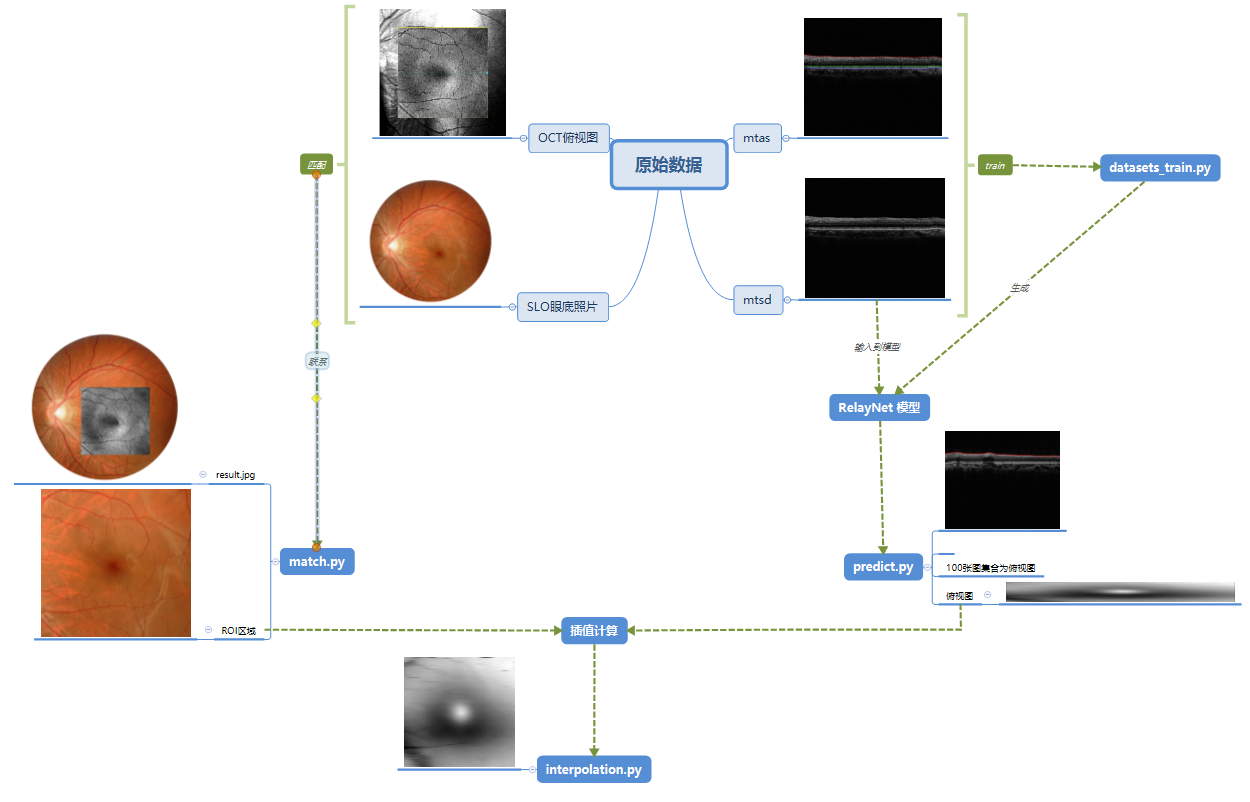 OCT俯视图
mtas
原始数据
匹配
train
datasets_train.py
SLO眼底照片
mtsd
生成
输入到模型
联系
RelayNet 模型
result.jpg
match.py
predict.py
100张图集合为俯视图
俯视图
ROI区域
插值计算
interpolation.py